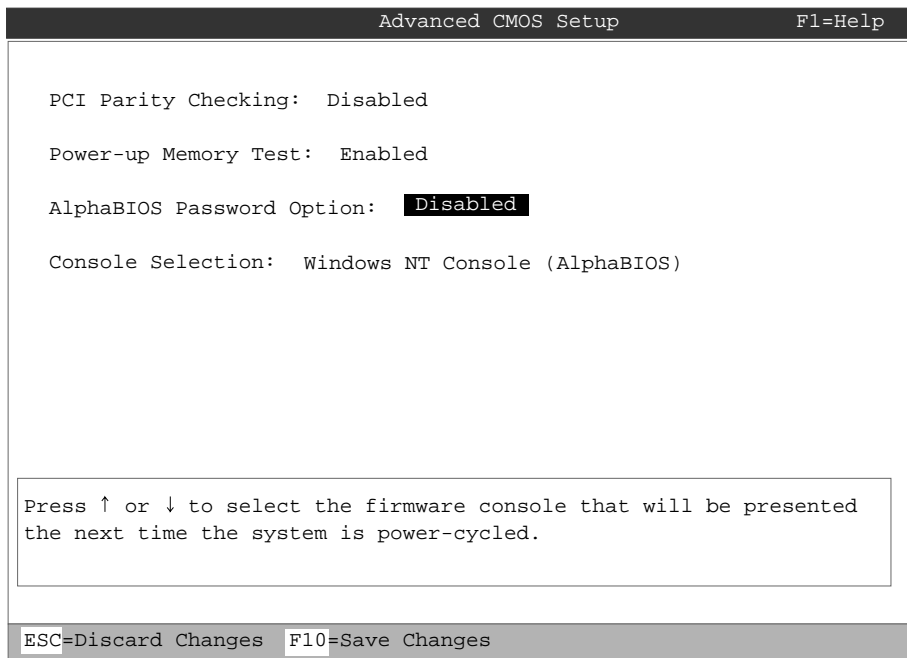 Advanced CMOS Setup F1=Help
PCI Parity Checking: Disabled
Power-up Memory Test: Enabled
AlphaBIOS Password Option: Disabled
Console Selection: Windows NT Console (AlphaBIOS)
Press ↑ or ↓ to select the firmware console that will be presented
the next time the system is power-cycled.
ESC=Discard Changes F10=Save Changes